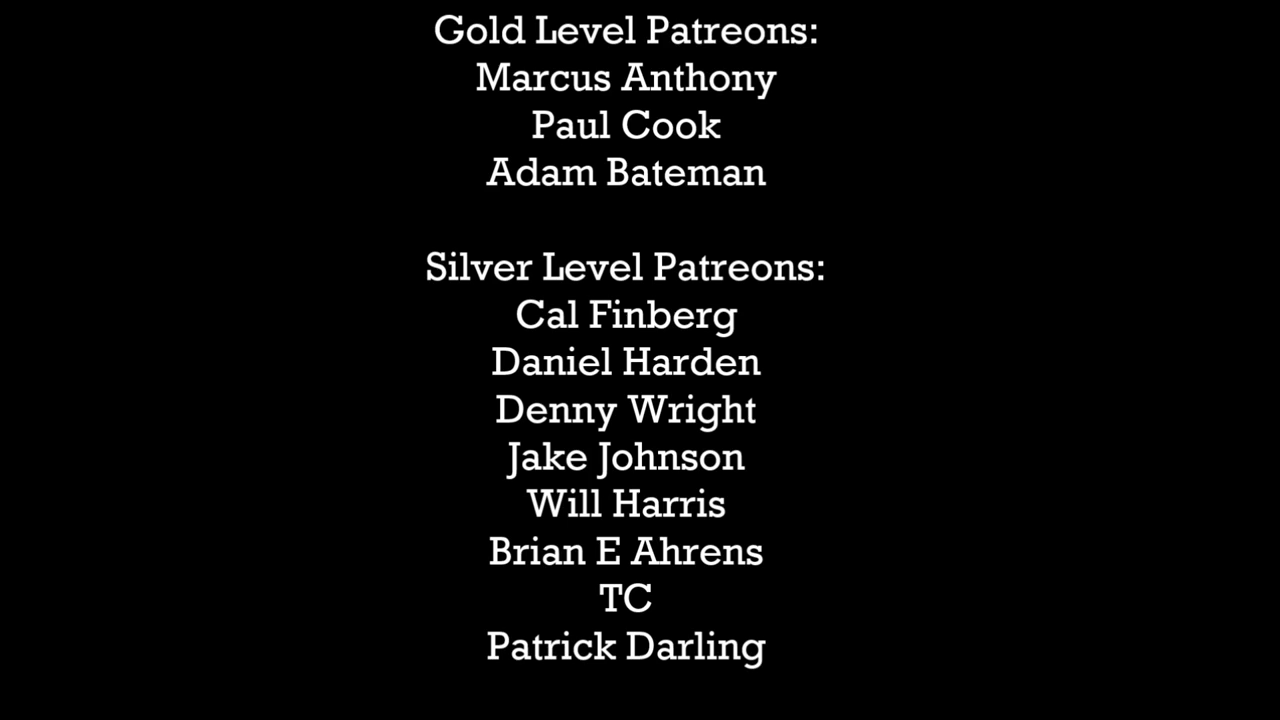 Gold Level Patreons:
Marcus Anthony
Paul Cook
Adam Bateman
Silver Level Patreons:
Cal Finberg
Daniel Harden
Denny Wright
Jake Johnson
Will Harris
Brian E Ahrens
TC
Patrick Darling